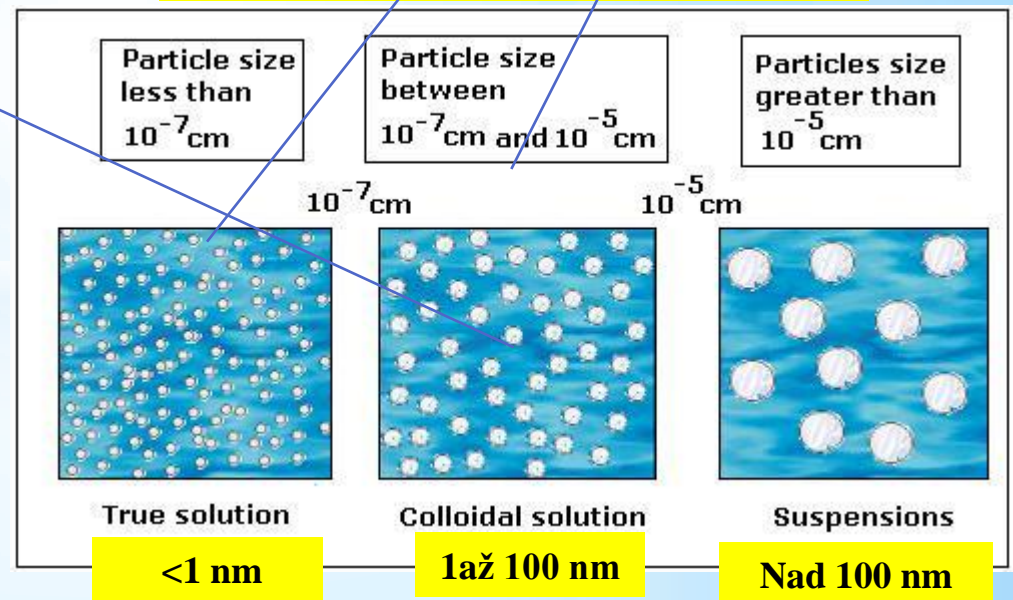 Particle size
less than
10⁻⁷cm
Particle size
between
10⁻⁷cm and 10⁻⁵cm
Particles size
greater than
10⁻⁵cm
10⁻⁷cm
10⁻⁵cm
True solution
Colloidal solution
Suspensions
<1 nm
1až 100 nm
Nad 100 nm